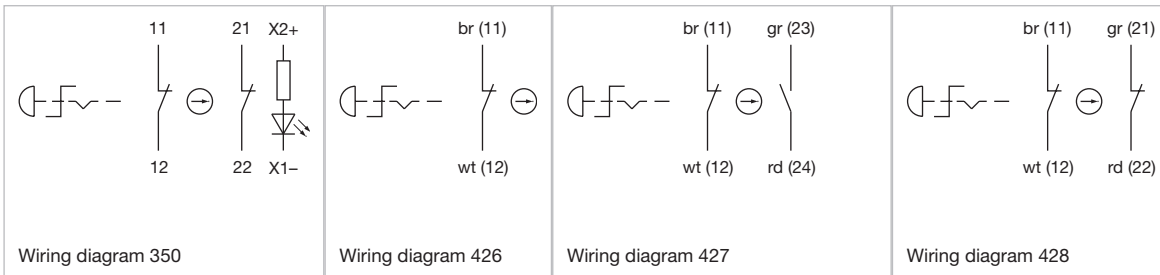 11 21 X2+
12 22 X1–
Wiring diagram 350
br (11)
wt (12)
Wiring diagram 426
br (11) gr (23)
wt (12) rd (24)
Wiring diagram 427
br (11) gr (21)
wt (12) rd (22)
Wiring diagram 428